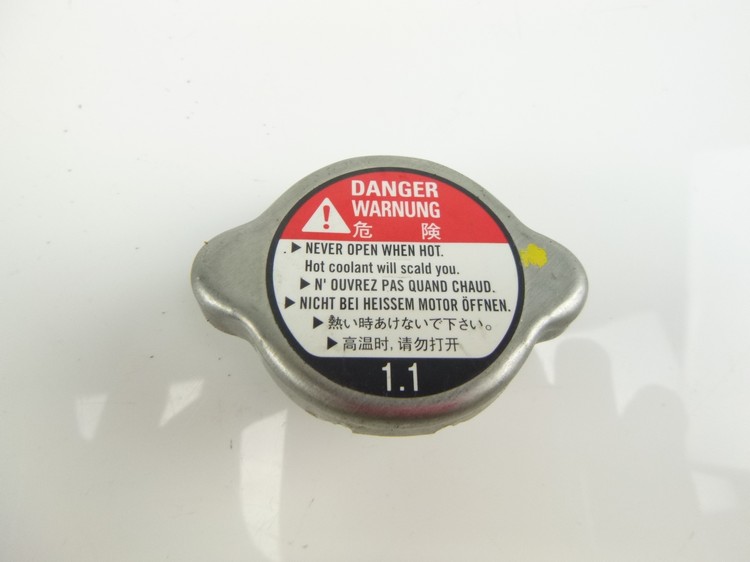 DANGER
WARNUNG
危 険
▶ NEVER OPEN WHEN HOT.
Hot coolant will scald you.
▶ N' OUVREZ PAS QUAND CHAUD.
▶ NICHT BEI HEISSEM MOTOR ÖFFNEN.
▶ 熱い時あけないで下さい。
▶ 高温时, 请勿打开
1.1